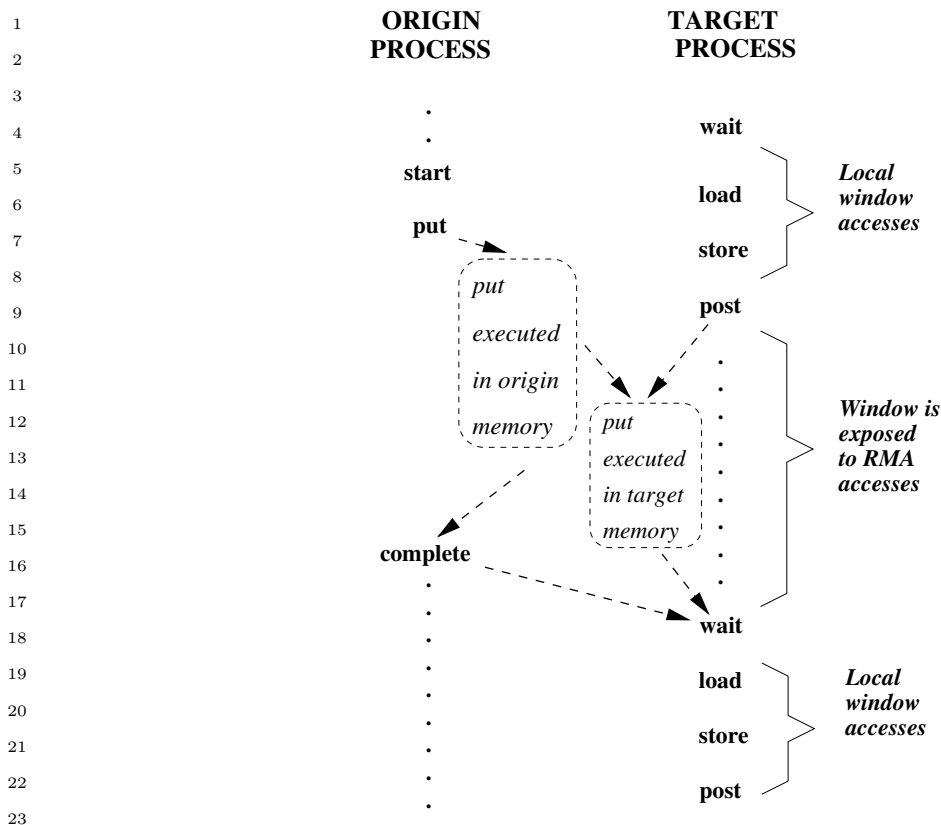 1
ORIGIN
PROCESS
TARGET
PROCESS
2
3
4
wait
5
start
Local
window
accesses
6
load
put
7
store
8
put
executed
in origin
memory
9
post
10
11
12
put
executed
in target
memory
Window is
exposed
to RMA
accesses
13
14
15
16
complete
17
18
wait
19
load
Local
window
accesses
20
21
store
22
post
23